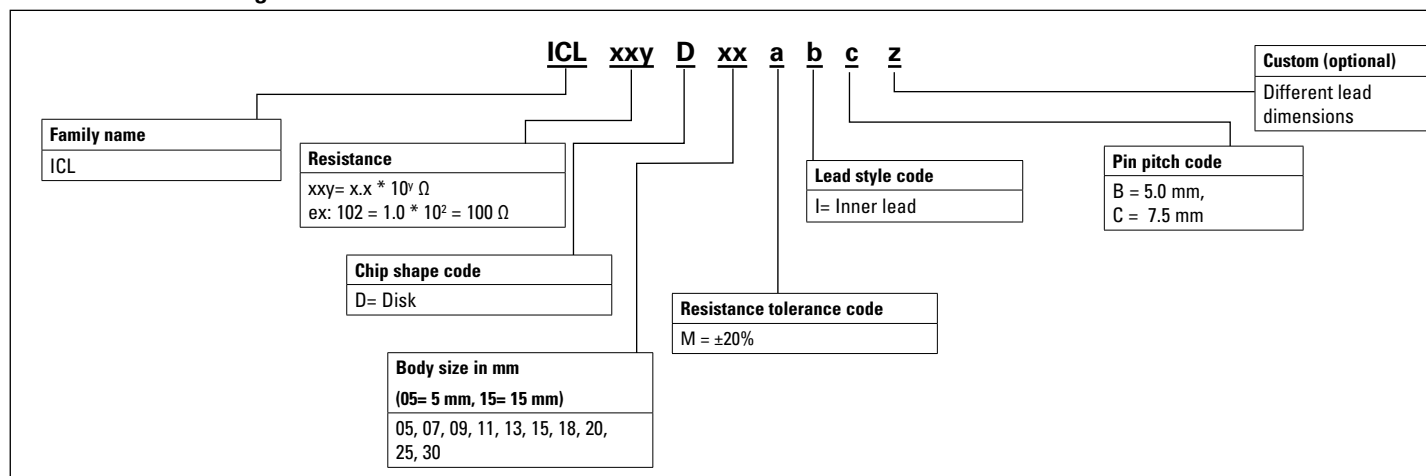 ICL xxy D xx a b c z
Custom (optional)
Different lead
dimensions
Family name
ICL
Resistance
xxy= x.x * 10ʸ Ω
ex: 102 = 1.0 * 10² = 100 Ω
Lead style code
I= Inner lead
Pin pitch code
B = 5.0 mm,
C = 7.5 mm
Chip shape code
D= Disk
Resistance tolerance code
M = ±20%
Body size in mm
(05= 5 mm, 15= 15 mm)
05, 07, 09, 11, 13, 15, 18, 20,
25, 30